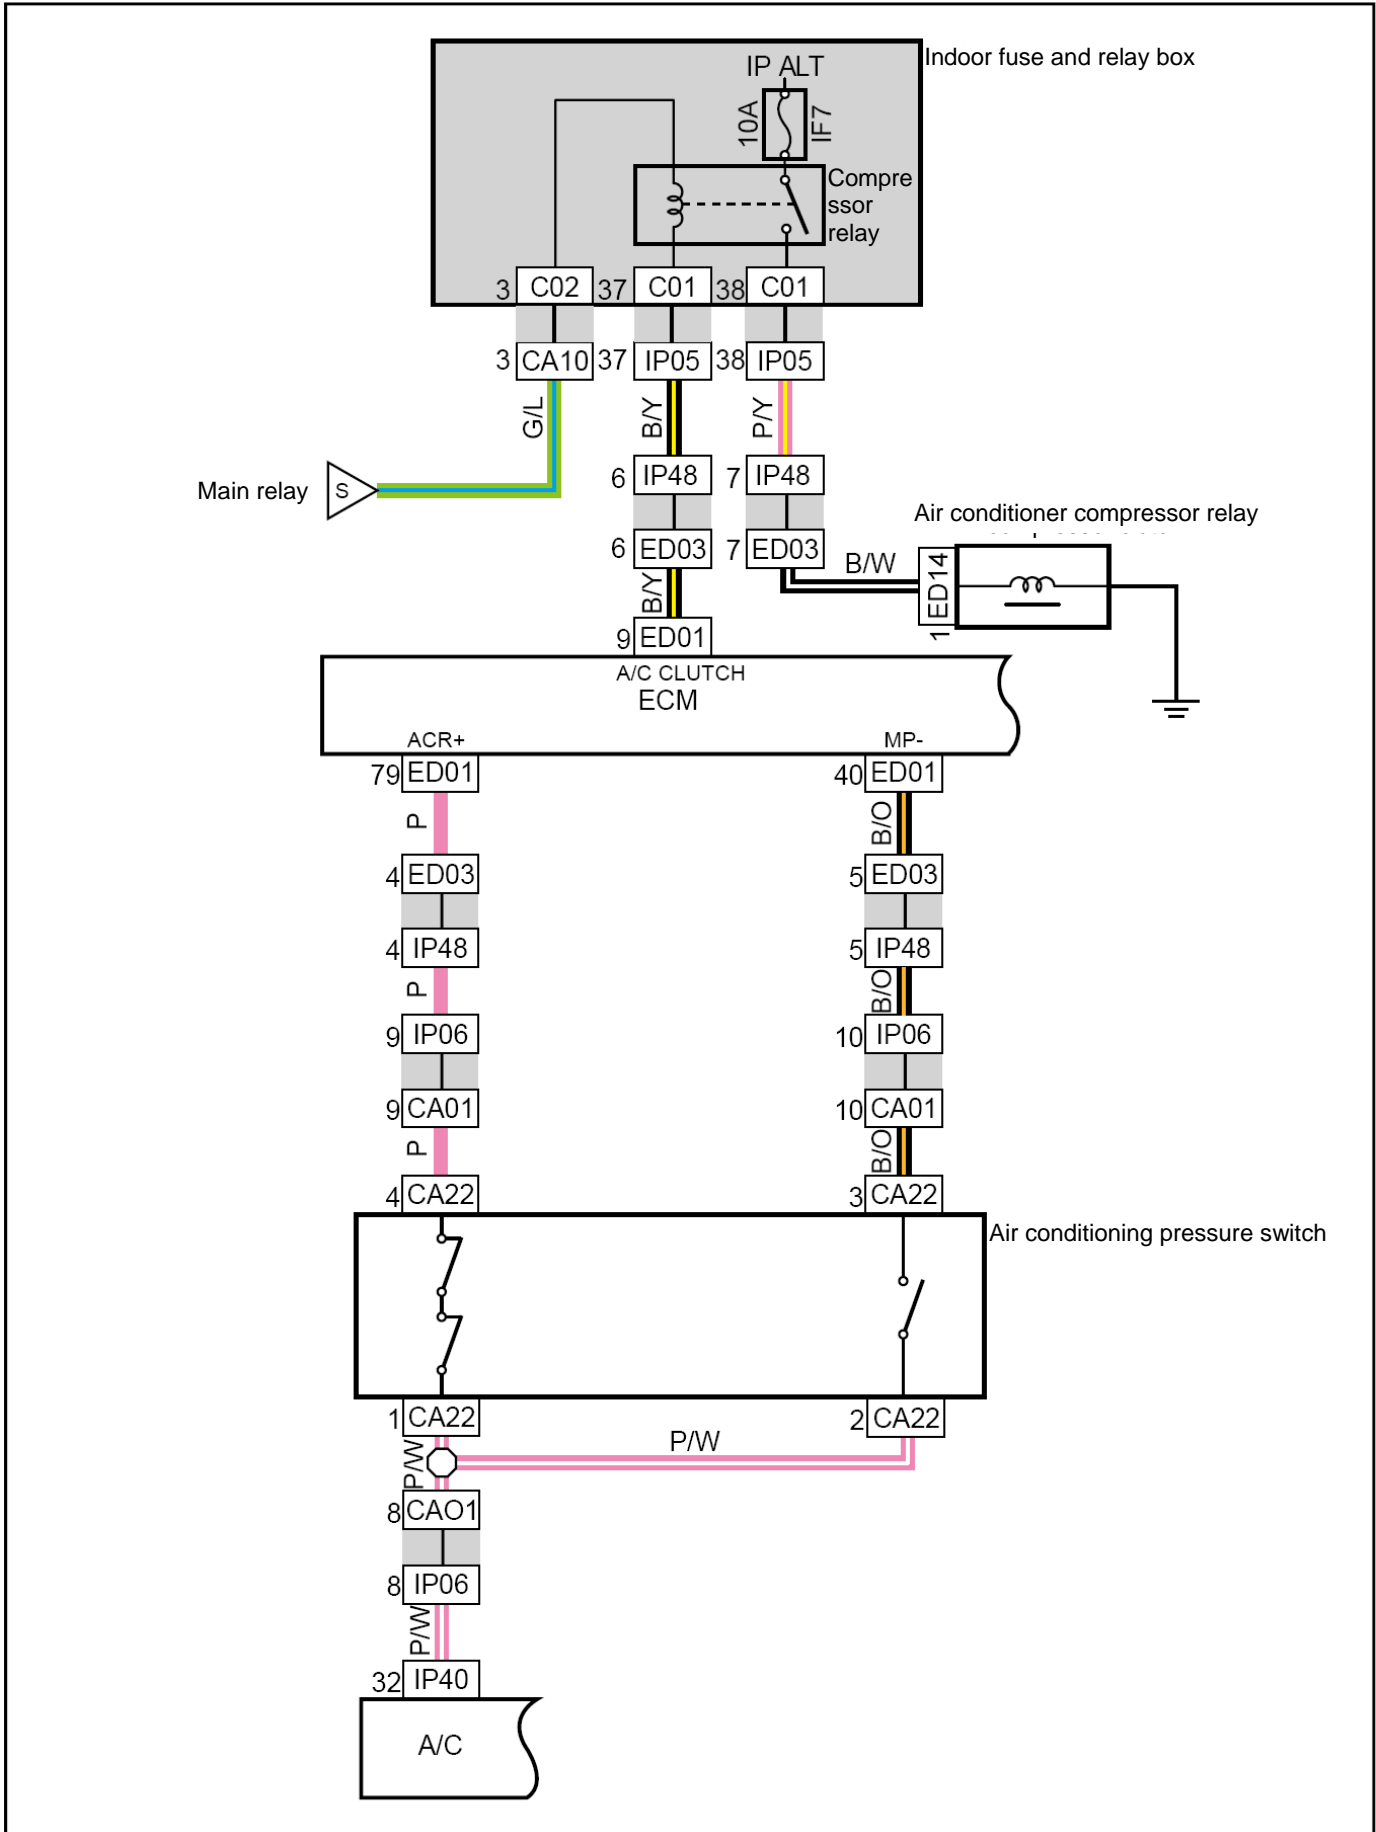 Indoor fuse and relay box
IP ALT
10A
IF7
Compre
ssor
relay
3 C02 37 C01 38 C01
3 CA10 37 IP05 38 IP05
G/L
B/Y
P/Y
6 IP48 7 IP48
Main relay
S
Air conditioner compressor relay
6 ED03 7 ED03
B/W
ED14
1
B/Y
9 ED01
A/C CLUTCH
ECM
ACR+
MP-
79 ED01
40 ED01
P
B/O
4 ED03
5 ED03
4 IP48
5 IP48
P
B/O
9 IP06
10 IP06
9 CA01
10 CA01
P
B/O
4 CA22
3 CA22
Air conditioning pressure switch
1 CA22
2 CA22
P/W
P/W
8 CAO1
8 IP06
P/W
32 IP40
A/C